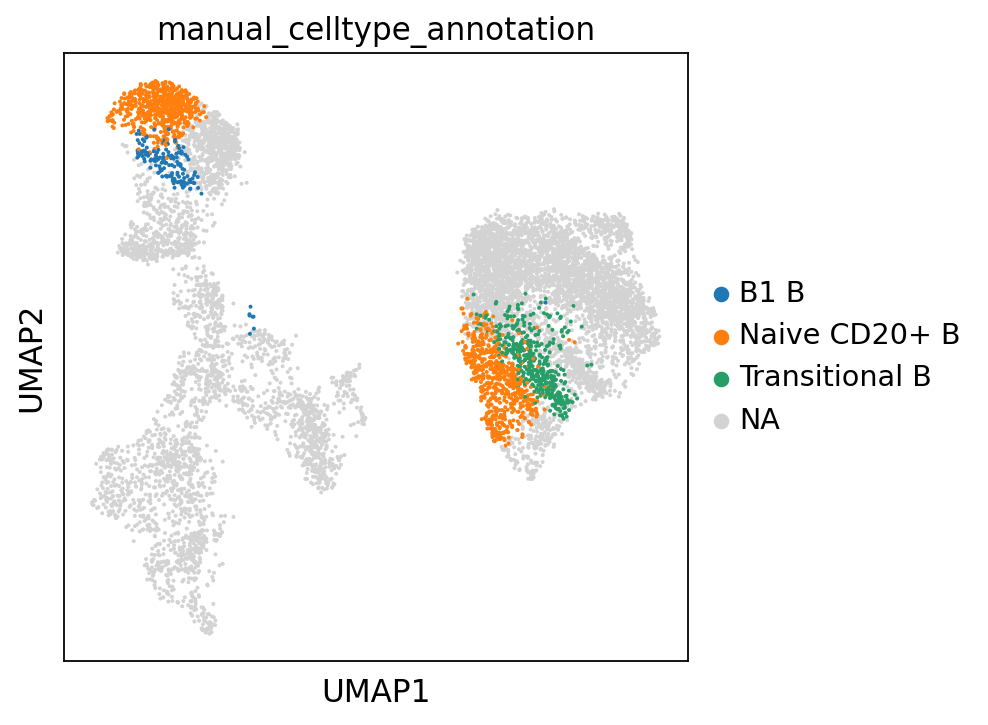 manual_celltype_annotation
UMAP2
B1 B
Naive CD20+ B
Transitional B
NA
UMAP1